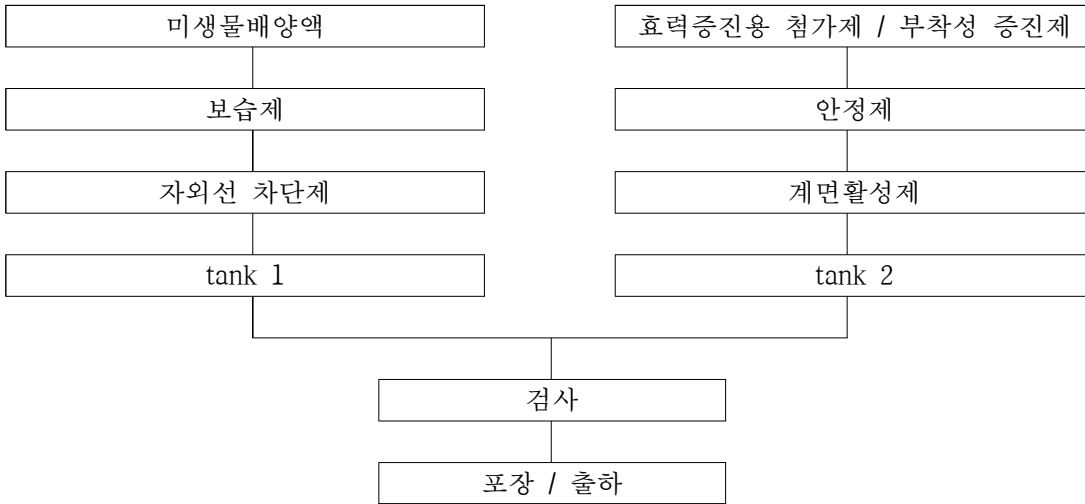 미생물배양액
보습제
자외선 차단제
tank 1
효력증진용 첨가제 / 부착성 증진제
안정제
계면활성제
tank 2
검사
포장 / 출하